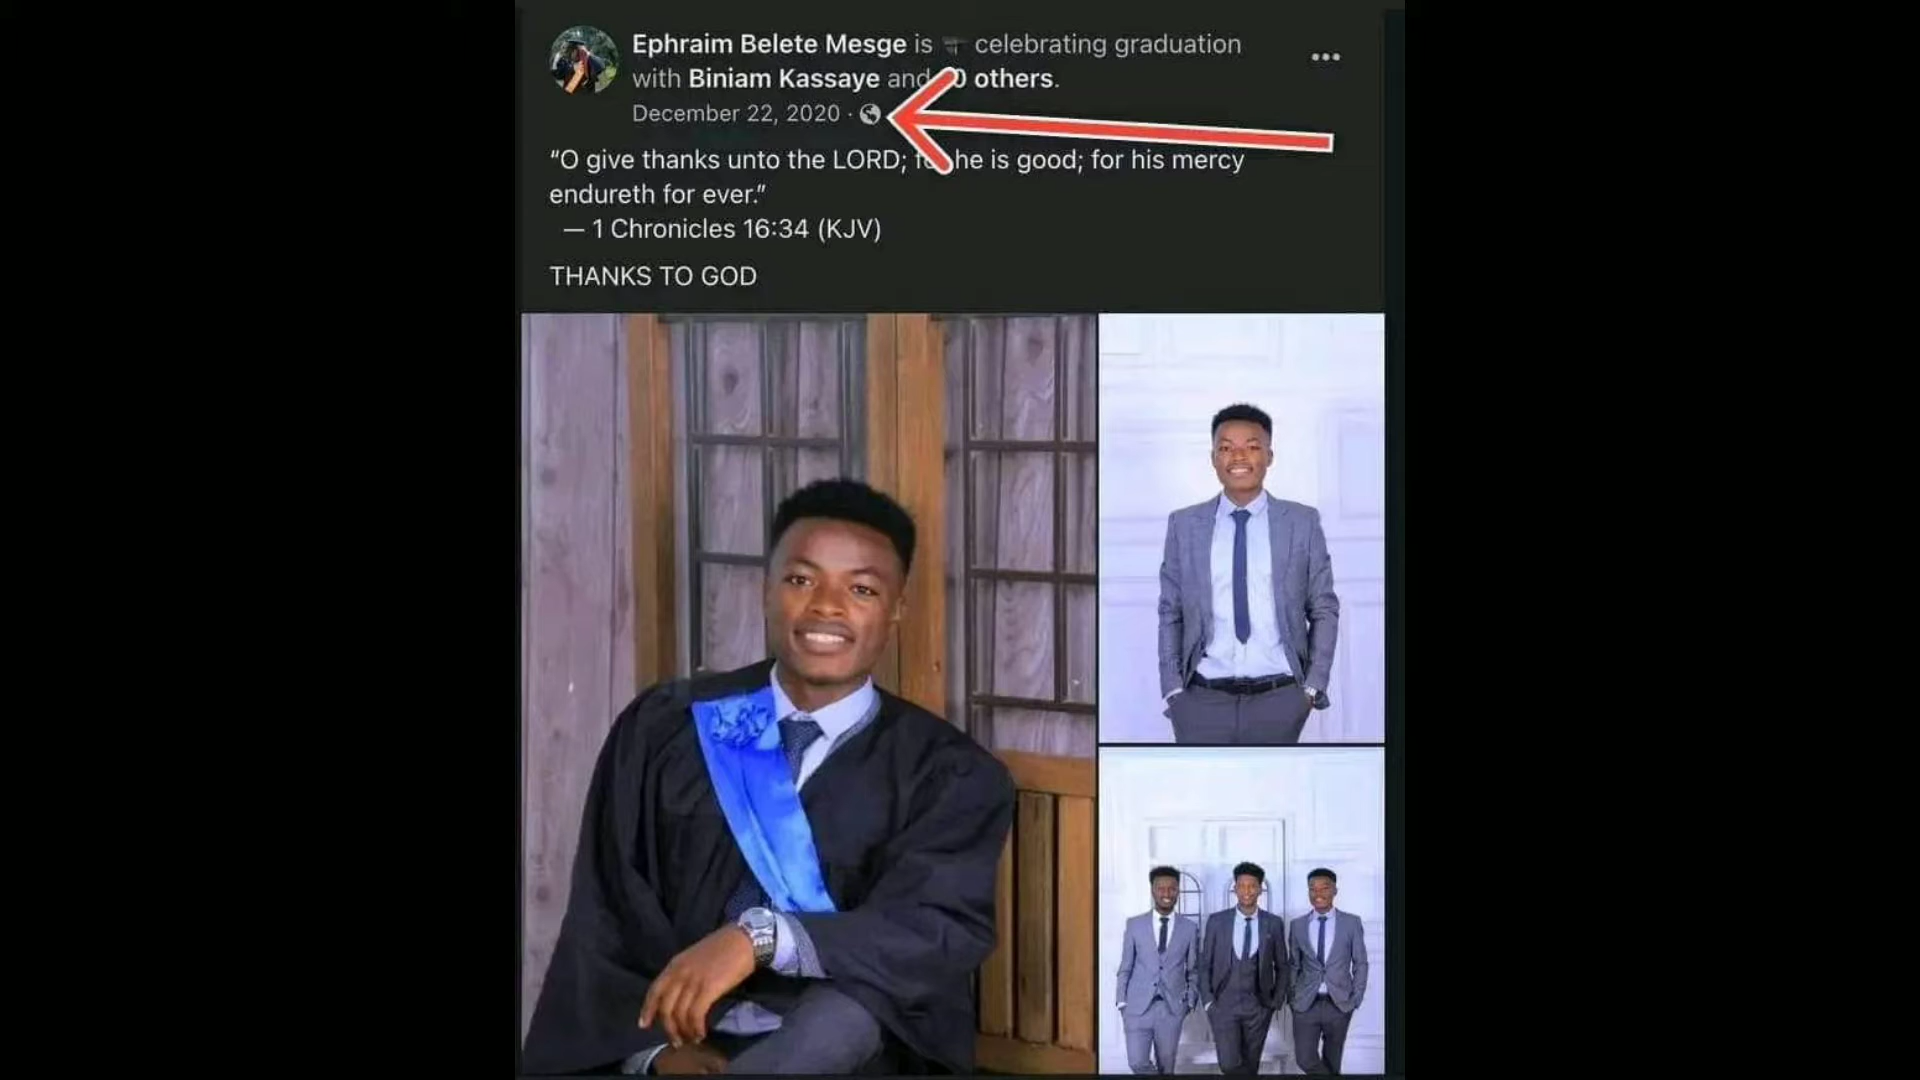 Ephraim Belete Mesge is celebrating graduation
with Biniam Kassaye and 0 others.
December 22, 2020 ·
“O give thanks unto the LORD; he is good; for his mercy
endureth for ever.”
— 1 Chronicles 16:34 (KJV)
THANKS TO GOD